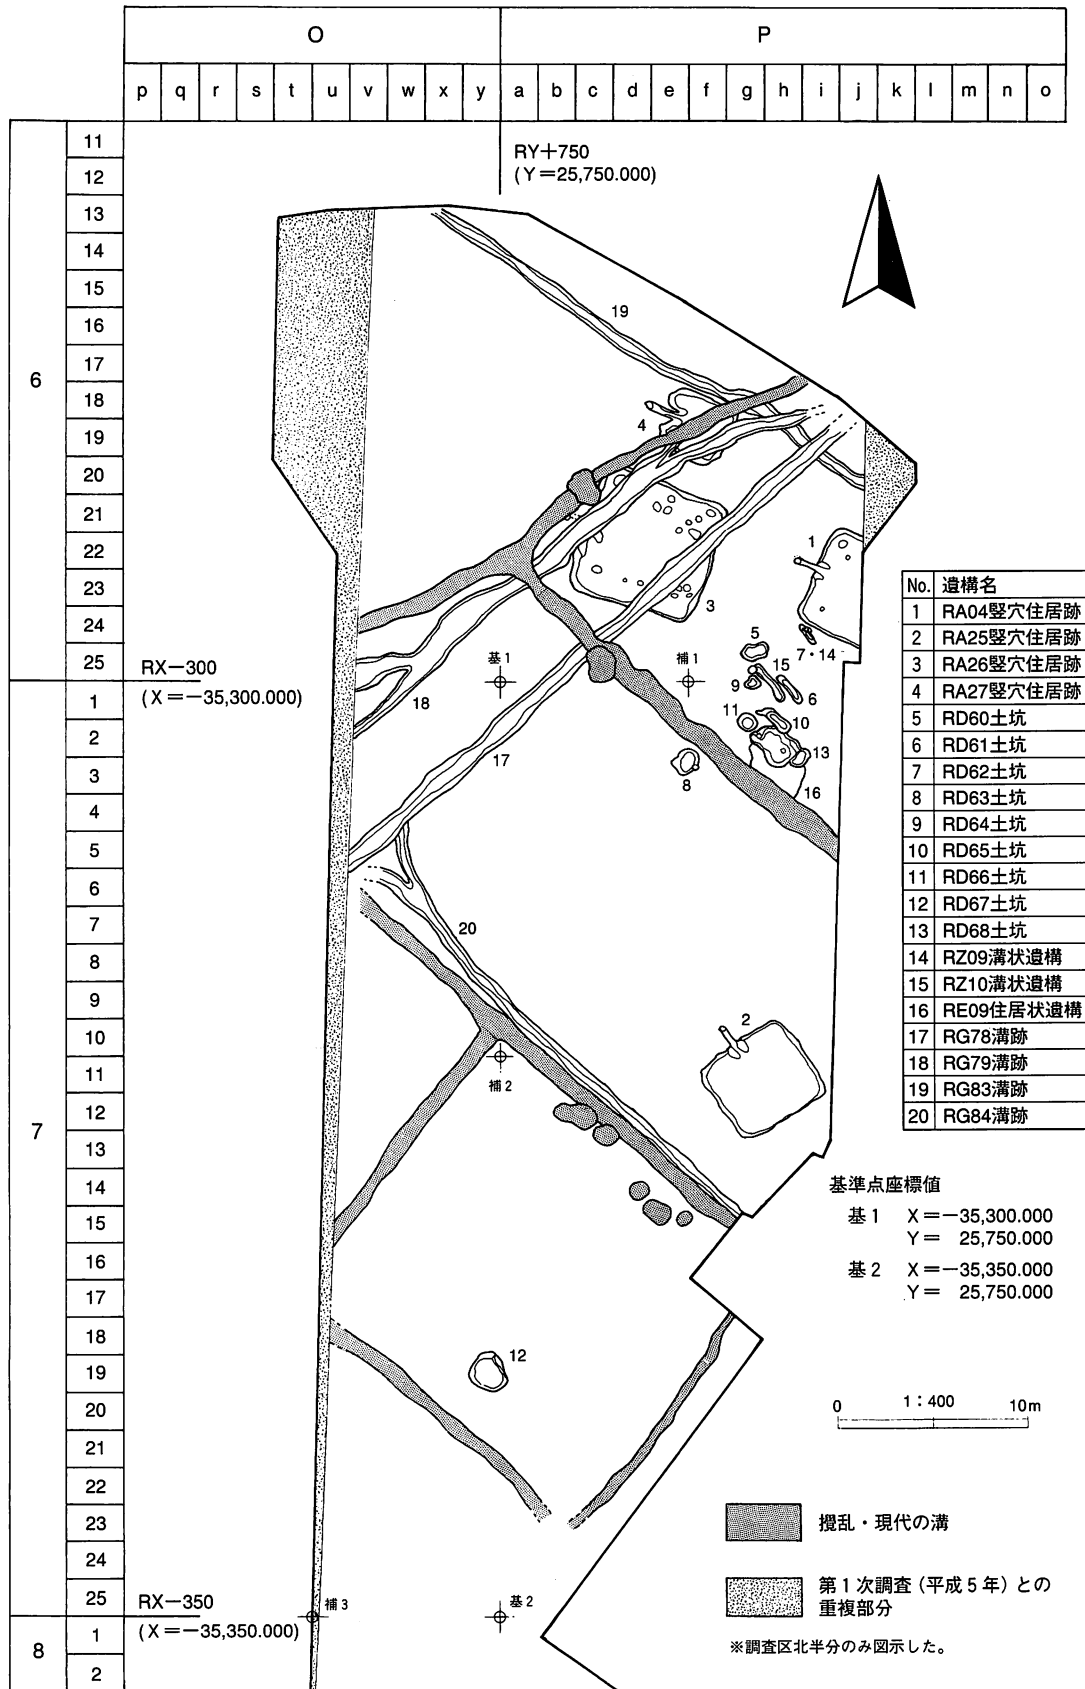 O P
p q r s t u v w x y a b c d e f g h i j k l m n o
6
11
12
13
14
15
16
17
18
19
20
21
22
23
24
25
7
1
2
3
4
5
6
7
8
9
10
11
12
13
14
15
16
17
18
19
20
21
22
23
24
25
8
1
2
RY+750
(Y=25,750.000)
19
4
1
3
5
7・14
15
9
6
11
10
13
16
8
18
17
20
2
12
基1
補1
補2
補3
基2
RX-300
(X=-35,300.000)
RX-350
(X=-35,350.000)
No. 遺構名
1 RA04竪穴住居跡
2 RA25竪穴住居跡
3 RA26竪穴住居跡
4 RA27竪穴住居跡
5 RD60土坑
6 RD61土坑
7 RD62土坑
8 RD63土坑
9 RD64土坑
10 RD65土坑
11 RD66土坑
12 RD67土坑
13 RD68土坑
14 RZ09溝状遺構
15 RZ10溝状遺構
16 RE09住居状遺構
17 RG78溝跡
18 RG79溝跡
19 RG83溝跡
20 RG84溝跡
基準点座標値
基1 X=-35,300.000
Y= 25,750.000
基2 X=-35,350.000
Y= 25,750.000
0 1:400 10m
攪乱・現代の溝
第1次調査(平成5年)との
重複部分
※調査区北半分のみ図示した。